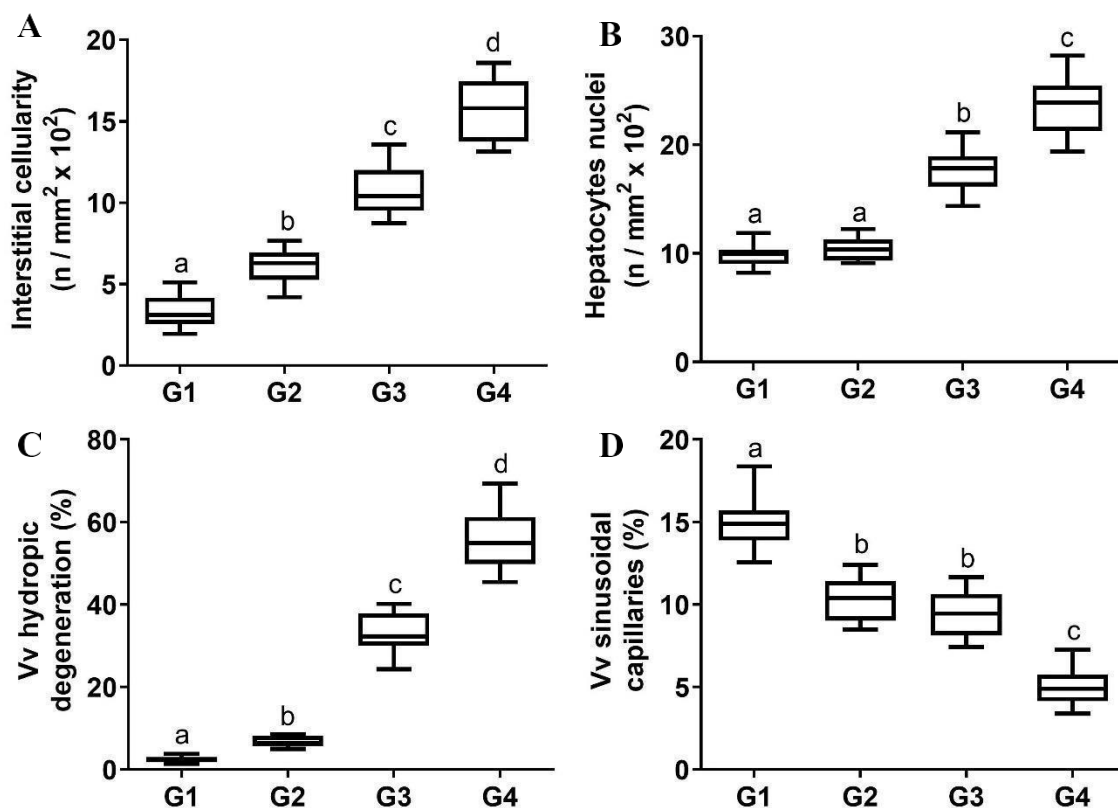 A
Interstitial cellularity
(n / mm² x 10²)
20
15
10
5
0
a
b
c
d
G1
G2
G3
G4
B
Hepatocytes nuclei
(n / mm² x 10²)
30
20
10
0
a
a
b
c
G1
G2
G3
G4
C
Vv hydropic
degeneration (%)
80
60
40
20
0
a
b
c
d
G1
G2
G3
G4
D
Vv sinusoidal
capillaries (%)
20
15
10
5
0
a
b
b
c
G1
G2
G3
G4